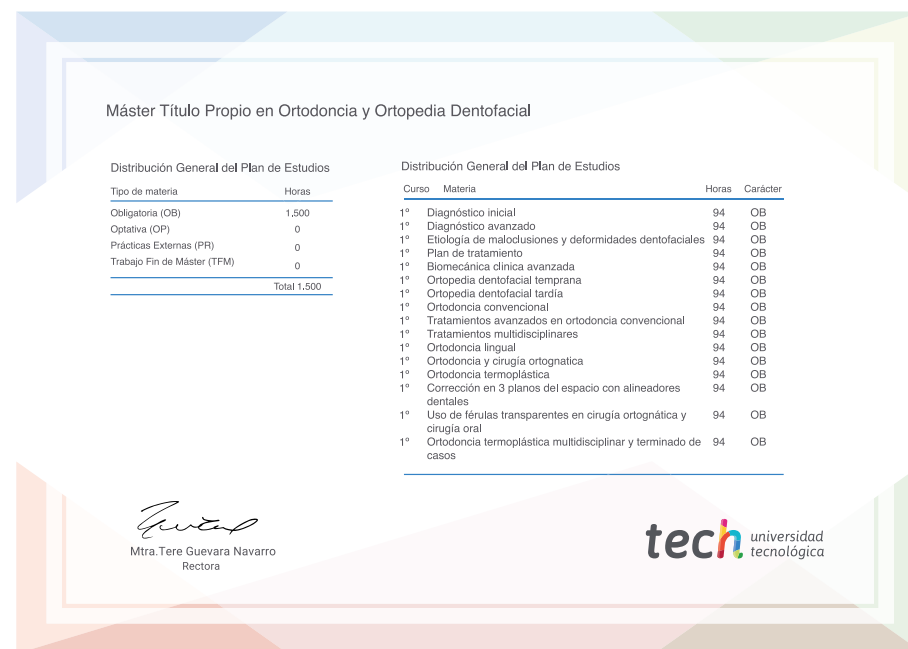 Máster Título Propio en Ortodoncia y Ortopedia Dentofacial
Distribución General del Plan de Estudios
Tipo de materia Horas
Obligatoria (OB) 1,500
Optativa (OP) 0
Prácticas Externas (PR) 0
Trabajo Fin de Máster (TFM) 0
Total 1.500
Distribución General del Plan de Estudios
Curso Materia Horas Carácter
1º Diagnóstico inicial 94 OB
1º Diagnóstico avanzado 94 OB
1º Etiología de maloclusiones y deformidades dentofaciales 94 OB
1º Plan de tratamiento 94 OB
1º Biomecánica clinica avanzada 94 OB
1º Ortopedia dentofacial temprana 94 OB
1º Ortopedia dentofacial tardía 94 OB
1º Ortodoncia convencional 94 OB
1º Tratamientos avanzados en ortodoncia convencional 94 OB
1º Tratamientos multidisciplinares 94 OB
1º Ortodoncia lingual 94 OB
1º Ortodoncia y cirugía ortognatica 94 OB
1º Ortodoncia termoplástica 94 OB
1º Corrección en 3 planos del espacio con alineadores 94 OB
dentales
1º Uso de férulas transparentes en cirugía ortognática y 94 OB
cirugía oral
1º Ortodoncia termoplástica multidisciplinar y terminado de 94 OB
casos
Mtra.Tere Guevara Navarro
Rectora
tech universidad
tecnológica